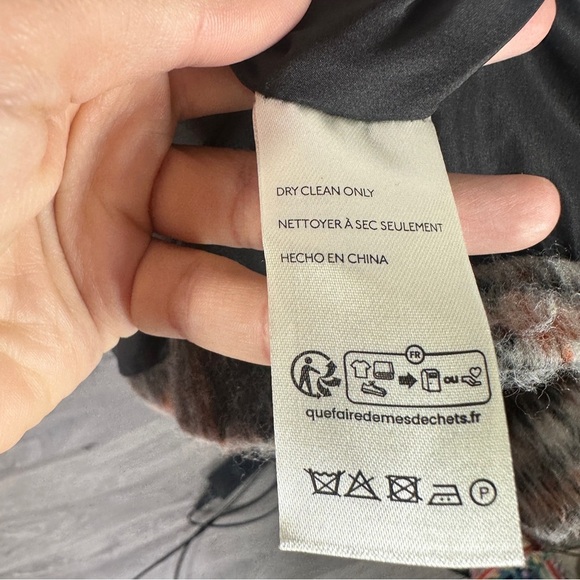 DRY CLEAN ONLY
NETTOYER À SEC SEULEMENT
HECHO EN CHINA
FR
ou
quefairedemesdechets.fr
P